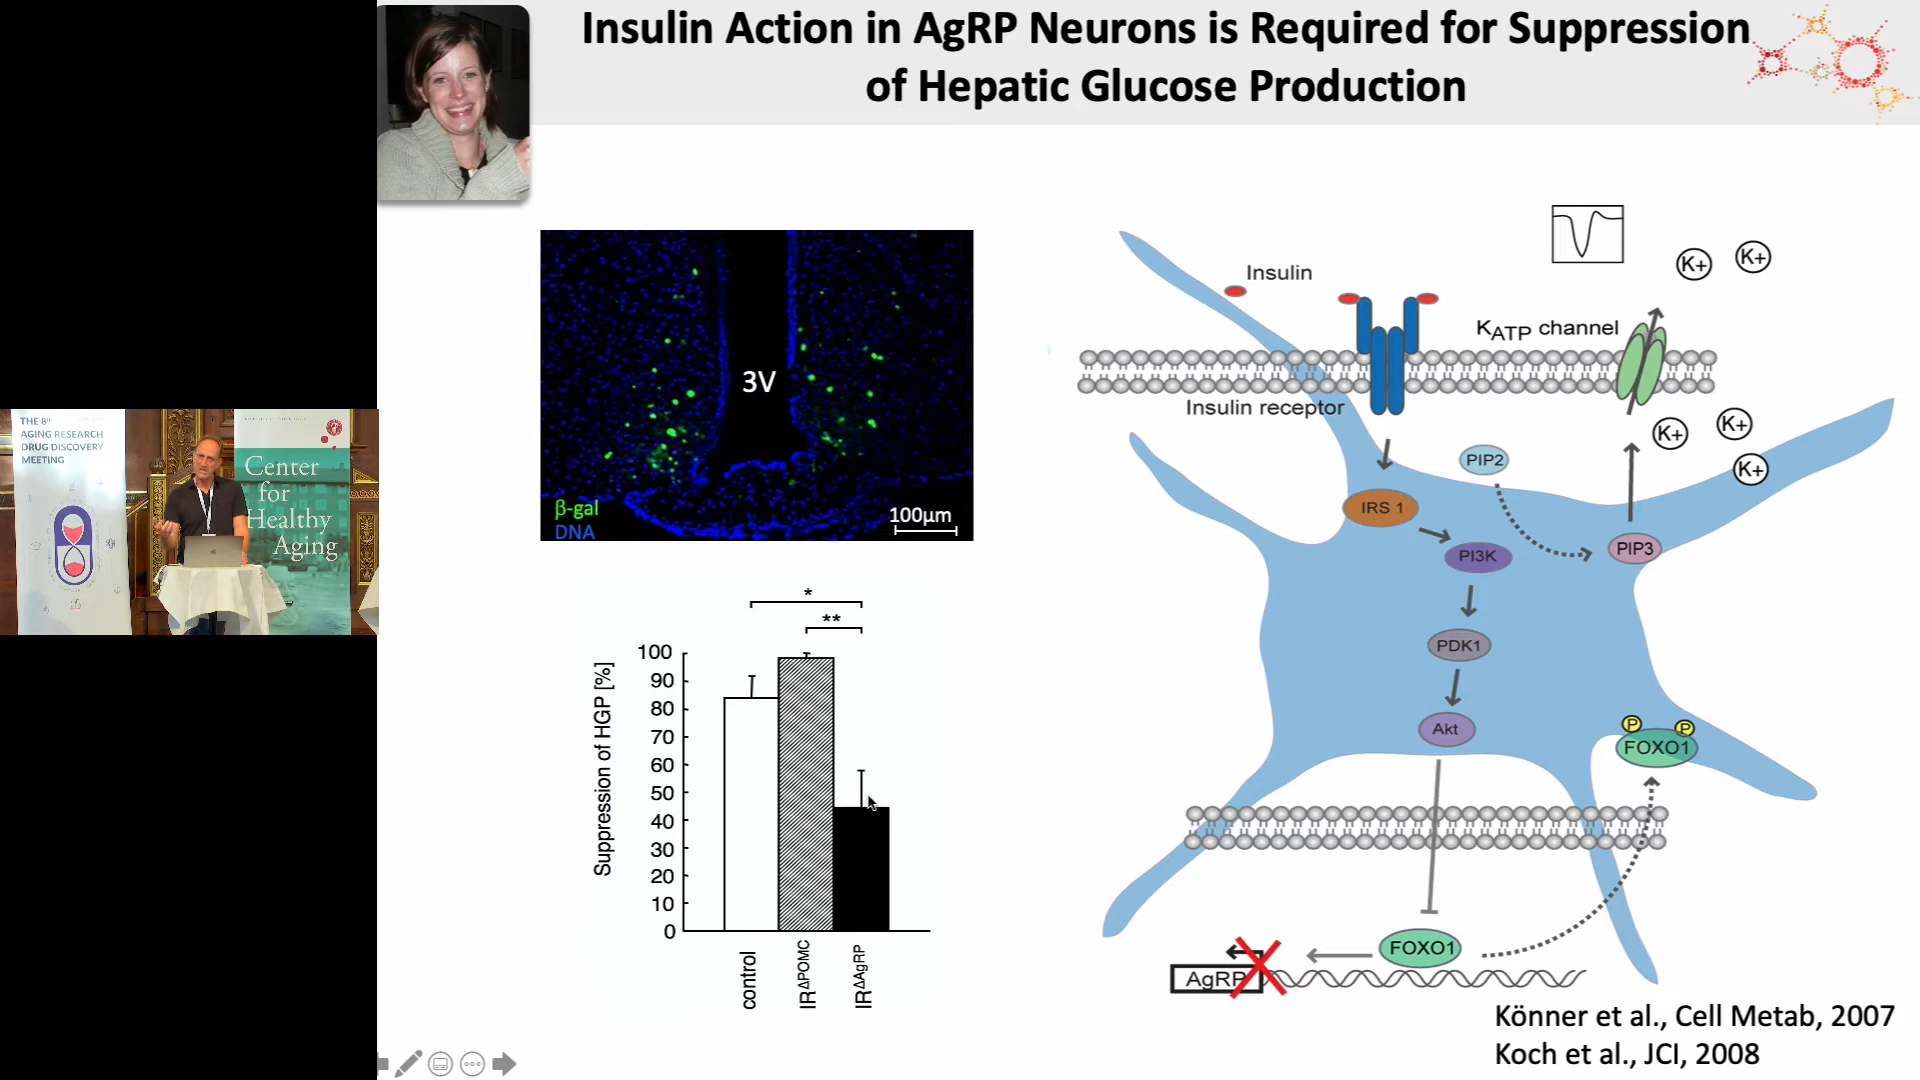 Insulin Action in AgRP Neurons is Required for Suppression
of Hepatic Glucose Production
THE 8th
AGING RESEARCH
DRUG DISCOVERY
MEETING
Center
for
Healthy
Aging
3V
β-gal
DNA
100µm
*
**
Suppression of HGP [%]
100
90
80
70
60
50
40
30
20
10
0
control
IRΔPOMC
IRΔAgRP
Insulin
K+
K+
KATP channel
Insulin receptor
K+
K+
K+
PIP2
IRS 1
PI3K
PIP3
PDK1
Akt
P
P
FOXO1
FOXO1
AgRP
Könner et al., Cell Metab, 2007
Koch et al., JCI, 2008